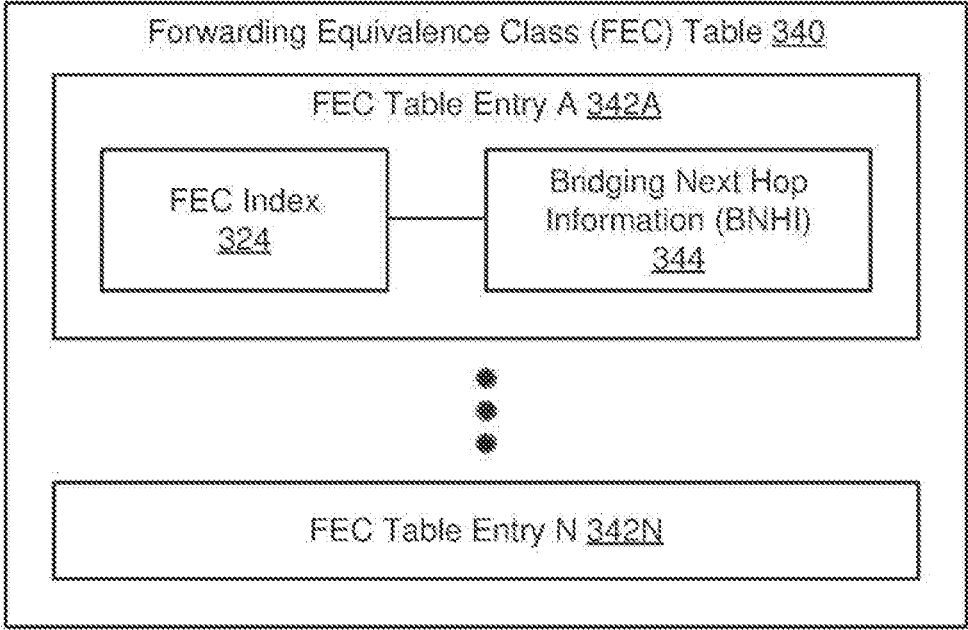 Forwarding Equivalence Class (FEC) Table 340
FEC Table Entry A 342A
FEC Index
324
Bridging Next Hop
Information (BNHI)
344
FEC Table Entry N 342N